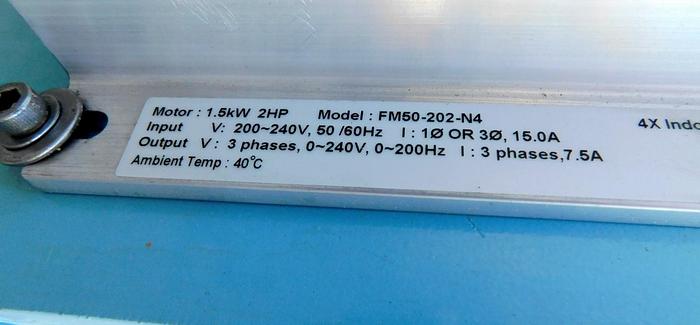 Motor : 1.5kW 2HP Model : FM50-202-N4
Input V: 200~240V, 50 /60Hz I : 1Ø OR 3Ø, 15.0A
Output V: 3 phases, 0~240V, 0~200Hz I : 3 phases,7.5A
Ambient Temp : 40°C
4X Indo